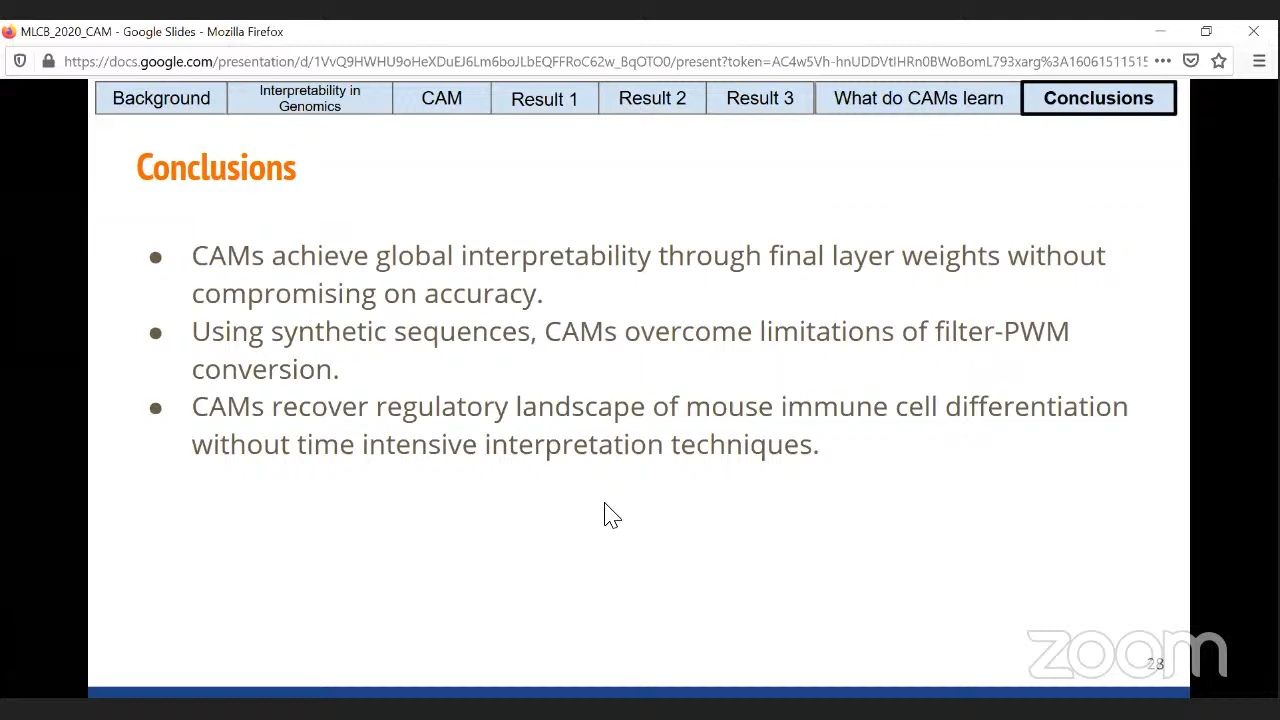 MLCB_2020_CAM - Google Slides - Mozilla Firefox
https://docs.google.com/presentation/d/1VvQ9HWHU9oHeXDuEJ6Lm6boJLbEQFFRoC62w_BqOTO0/present?token=AC4w5Vh-hnUDDVtIHRn0BWoBomL793xarg%3A16061511515
Background
Interpretability in
Genomics
CAM
Result 1
Result 2
Result 3
What do CAMs learn
Conclusions
Conclusions
● CAMs achieve global interpretability through final layer weights without
compromising on accuracy.
● Using synthetic sequences, CAMs overcome limitations of filter-PWM
conversion.
● CAMs recover regulatory landscape of mouse immune cell differentiation
without time intensive interpretation techniques.
zoom
28